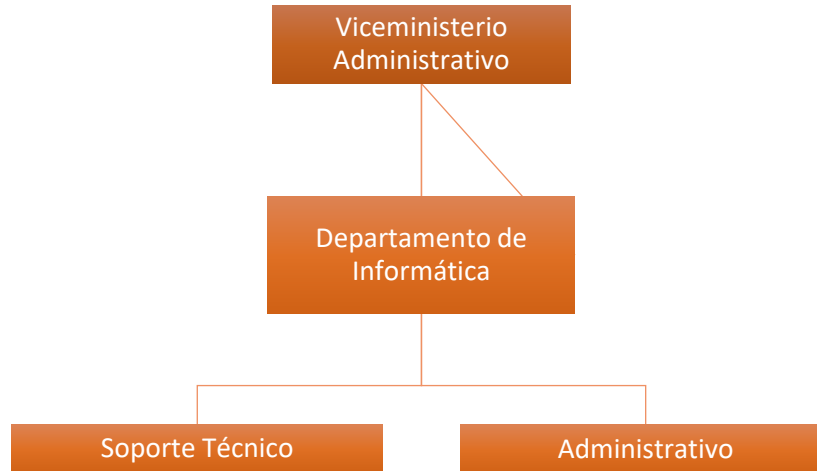 Viceministerio
Administrativo
Departamento de
Informática
Soporte Técnico
Administrativo